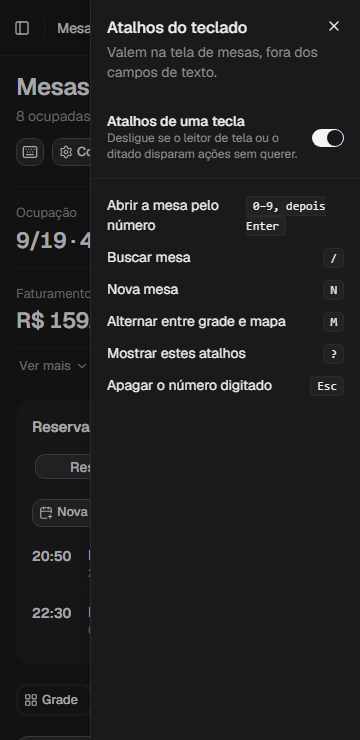 Mesas
Atalhos do teclado
Valem na tela de mesas, fora dos
campos de texto.
Mesas
8 ocupadas
Atalhos de uma tecla
Desligue se o leitor de tela ou o
ditado disparam ações sem querer.
Ocupação
9/19 · 4
Abrir a mesa pelo
número
0–9, depois
Enter
Buscar mesa
/
Nova mesa
N
Faturamento
R$ 159
Alternar entre grade e mapa
M
Mostrar estes atalhos
?
Ver mais
Apagar o número digitado
Esc
Reserva
Res
Nova
20:50
22:30
Grade